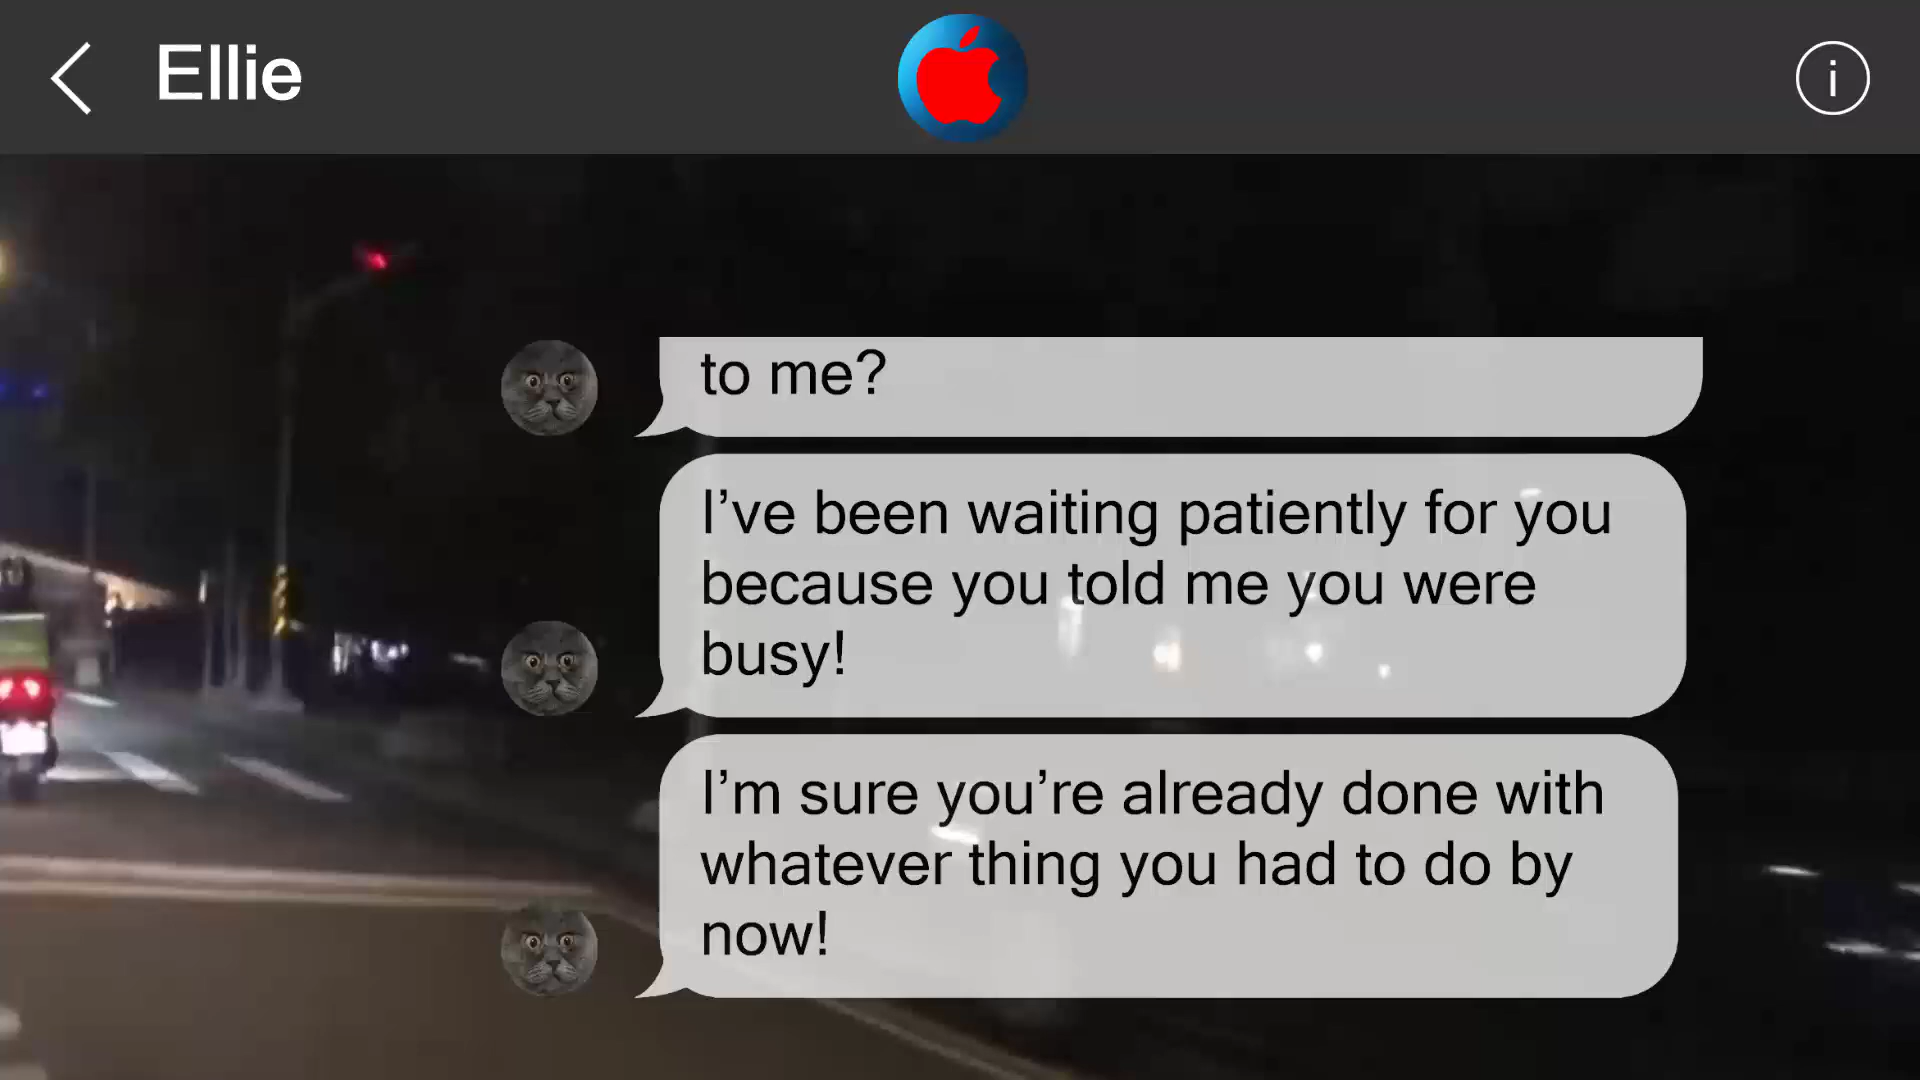 Ellie
i
to me?
I’ve been waiting patiently for you
because you told me you were
busy!
I’m sure you’re already done with
whatever thing you had to do by
now!